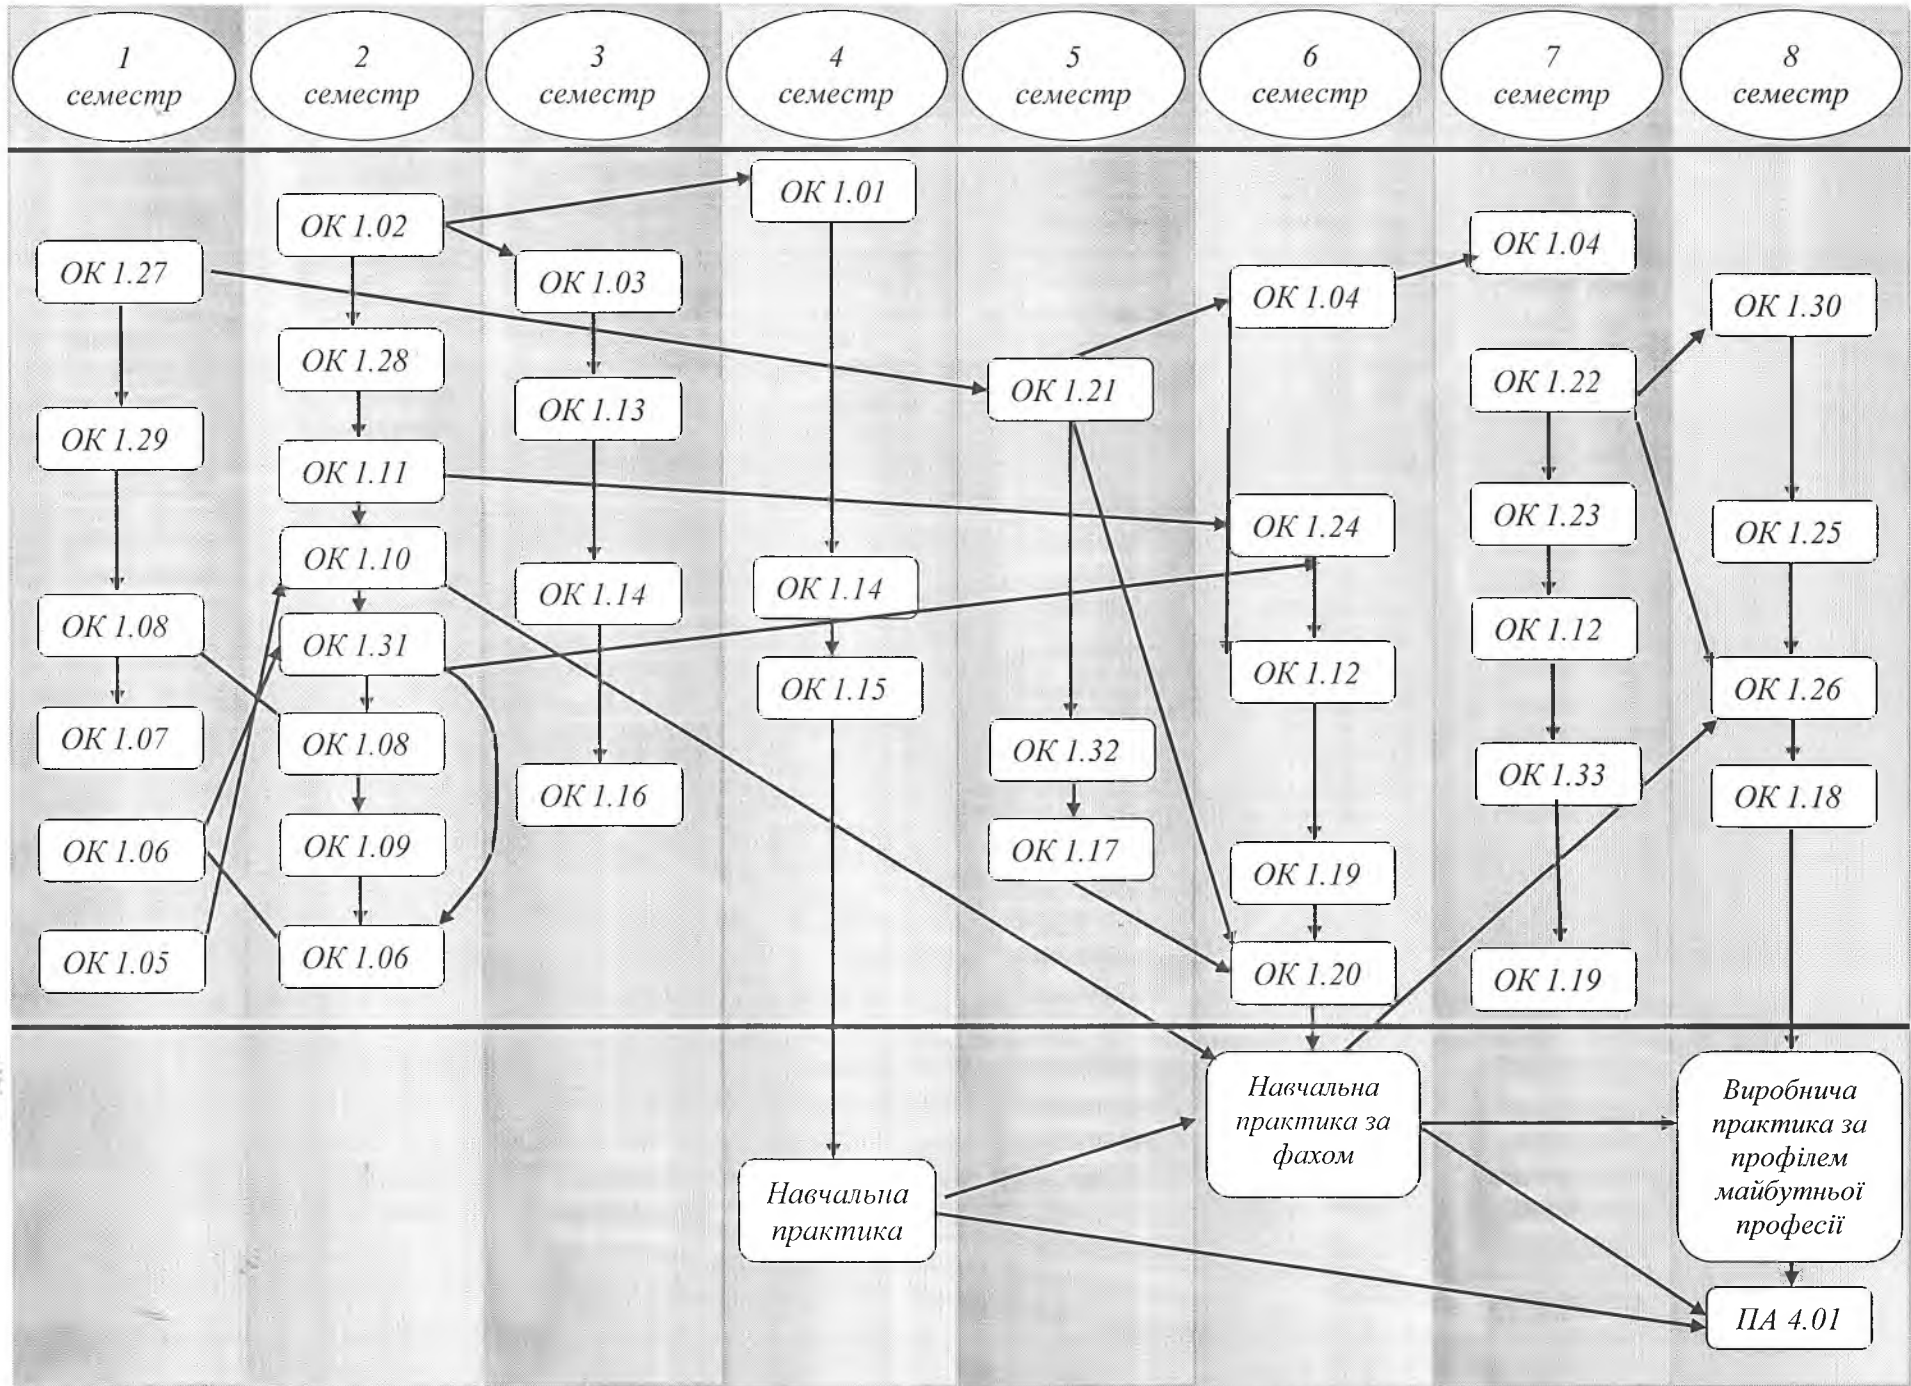 1
семестр
2
семестр
3
семестр
4
семестр
5
семестр
6
семестр
7
семестр
8
семестр
ОК 1.27
ОК 1.29
ОК 1.08
ОК 1.07
ОК 1.06
ОК 1.05
ОК 1.02
ОК 1.28
ОК 1.11
ОК 1.10
ОК 1.31
ОК 1.08
ОК 1.09
ОК 1.06
ОК 1.03
ОК 1.13
ОК 1.14
ОК 1.16
ОК 1.01
ОК 1.14
ОК 1.15
Навчальна
практика
ОК 1.21
ОК 1.32
ОК 1.17
ОК 1.04
ОК 1.24
ОК 1.12
ОК 1.19
ОК 1.20
Навчальна
практика за
фахом
ОК 1.04
ОК 1.22
ОК 1.23
ОК 1.12
ОК 1.33
ОК 1.19
ОК 1.30
ОК 1.25
ОК 1.26
ОК 1.18
Виробнича
практика за
профілем
майбутньої
професії
ПА 4.01